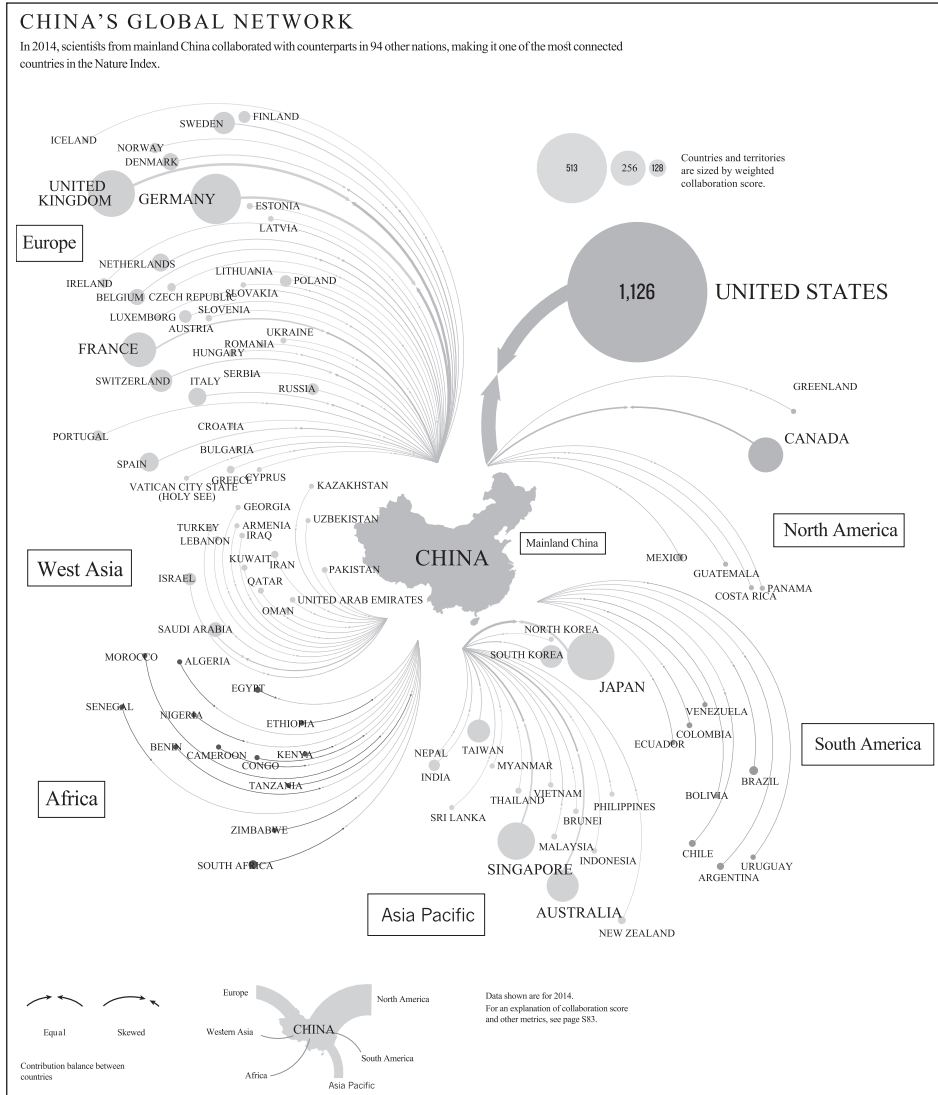 CHINA'S GLOBAL NETWORK
In 2014, scientists from mainland China collaborated with counterparts in 94 other nations, making it one of the most connected
countries in the Nature Index.
513
256
128
Countries and territories
are sized by weighted
collaboration score.
ICELAND
SWEDEN
FINLAND
NORWAY
DENMARK
UNITED
KINGDOM
GERMANY
ESTONIA
LATVIA
Europe
NETHERLANDS
IRELAND
BELGIUM
CZECH REPUBLIC
LITHUANIA
SLOVAKIA
POLAND
LUXEMBORG
SLOVENIA
AUSTRIA
UKRAINE
ROMANIA
HUNGARY
FRANCE
SERBIA
SWITZERLAND
ITALY
RUSSIA
PORTUGAL
CROATIA
BULGARIA
SPAIN
GREECE
CYPRUS
VATICAN CITY STATE
(HOLY SEE)
1,126
UNITED STATES
GREENLAND
CANADA
North America
MEXICO
GUATEMALA
COSTA RICA
PANAMA
KAZAKHSTAN
GEORGIA
UZBEKISTAN
TURKEY
ARMENIA
LEBANON
IRAQ
CHINA
Mainland China
West Asia
KUWAIT
IRAN
PAKISTAN
ISRAEL
QATAR
UNITED ARAB EMIRATES
OMAN
SAUDI ARABIA
NORTH KOREA
SOUTH KOREA
JAPAN
MOROCCO
ALGERIA
EGYPT
SENEGAL
NIGERIA
ETHIOPIA
BENIN
CAMEROON
CONGO
KENYA
TANZANIA
Africa
ZIMBABWE
SOUTH AFRICA
NEPAL
INDIA
TAIWAN
MYANMAR
SRI LANKA
THAILAND
VIETNAM
PHILIPPINES
BRUNEI
MALAYSIA
INDONESIA
SINGAPORE
AUSTRALIA
NEW ZEALAND
Asia Pacific
VENEZUELA
COLOMBIA
ECUADOR
South America
BRAZIL
BOLIVIA
CHILE
URUGUAY
ARGENTINA
Equal
Skewed
Contribution balance between
countries
Europe
North America
Western Asia
CHINA
South America
Africa
Asia Pacific
Data shown are for 2014.
For an explanation of collaboration score
and other metrics, see page S83.